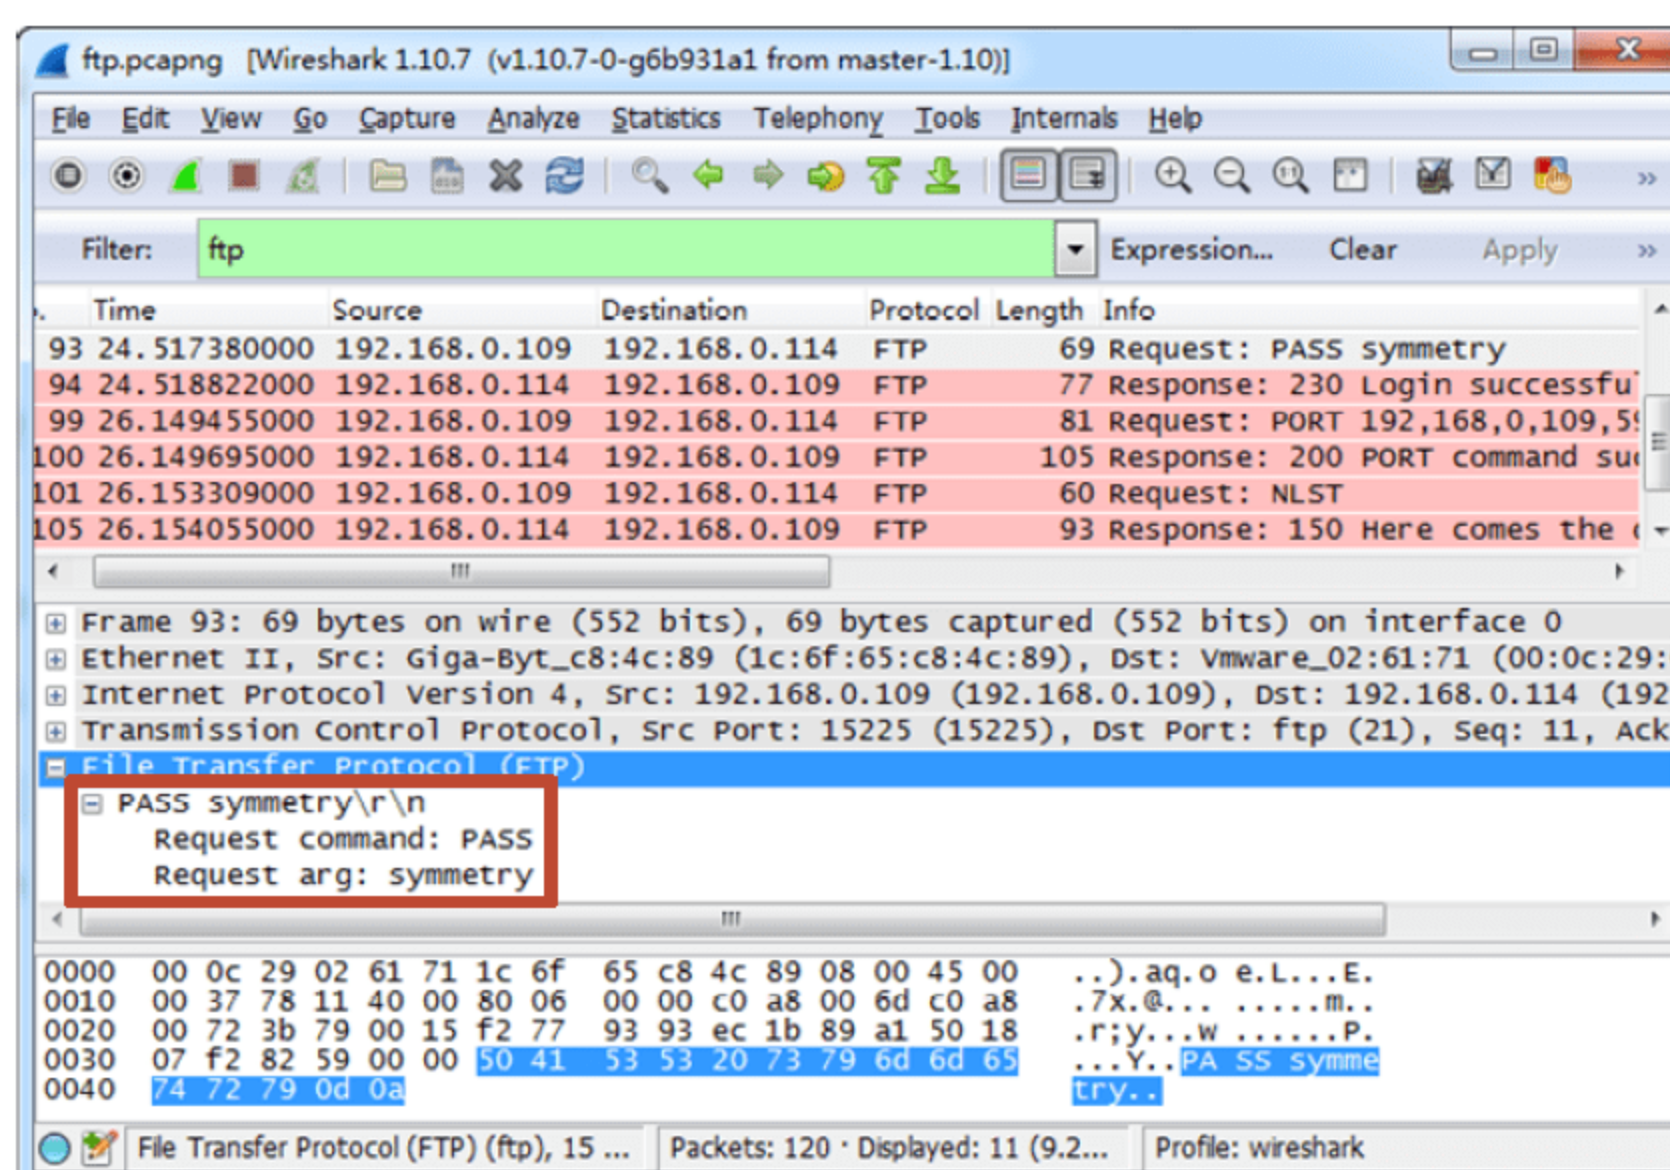 ftp.pcapng [Wireshark 1.10.7 (v1.10.7-0-g6b931a1 from master-1.10)]
File Edit View Go Capture Analyze Statistics Telephony Tools Internals Help
Filter: ftp Expression... Clear Apply
Time Source Destination Protocol Length Info
93 24.517380000 192.168.0.109 192.168.0.114 FTP 69 Request: PASS symmetry
94 24.518822000 192.168.0.114 192.168.0.109 FTP 77 Response: 230 Login successful
99 26.149455000 192.168.0.109 192.168.0.114 FTP 81 Request: PORT 192,168,0,109,59
100 26.149695000 192.168.0.114 192.168.0.109 FTP 105 Response: 200 PORT command suc
101 26.153309000 192.168.0.109 192.168.0.114 FTP 60 Request: NLST
105 26.154055000 192.168.0.114 192.168.0.109 FTP 93 Response: 150 Here comes the
Frame 93: 69 bytes on wire (552 bits), 69 bytes captured (552 bits) on interface 0
Ethernet II, Src: Giga-Byt_c8:4c:89 (1c:6f:65:c8:4c:89), Dst: Vmware_02:61:71 (00:0c:29:
Internet Protocol Version 4, Src: 192.168.0.109 (192.168.0.109), Dst: 192.168.0.114 (192
Transmission Control Protocol, Src Port: 15225 (15225), Dst Port: ftp (21), Seq: 11, Ack
File Transfer Protocol (FTP)
PASS symmetry\r\n
Request command: PASS
Request arg: symmetry
0000 00 0c 29 02 61 71 1c 6f 65 c8 4c 89 08 00 45 00 ..).aq.o e.L...E.
0010 00 37 78 11 40 00 80 06 00 00 c0 a8 00 6d c0 a8 .7x.@... .....m..
0020 00 72 3b 79 00 15 f2 77 93 93 ec 1b 89 a1 50 18 .r;y...w ......P.
0030 07 f2 82 59 00 00 50 41 53 53 20 73 79 6d 6d 65 ...Y..PA SS symme
0040 74 72 79 0d 0a try..
File Transfer Protocol (FTP) (ftp), 15 ... Packets: 120 · Displayed: 11 (9.2... Profile: wireshark